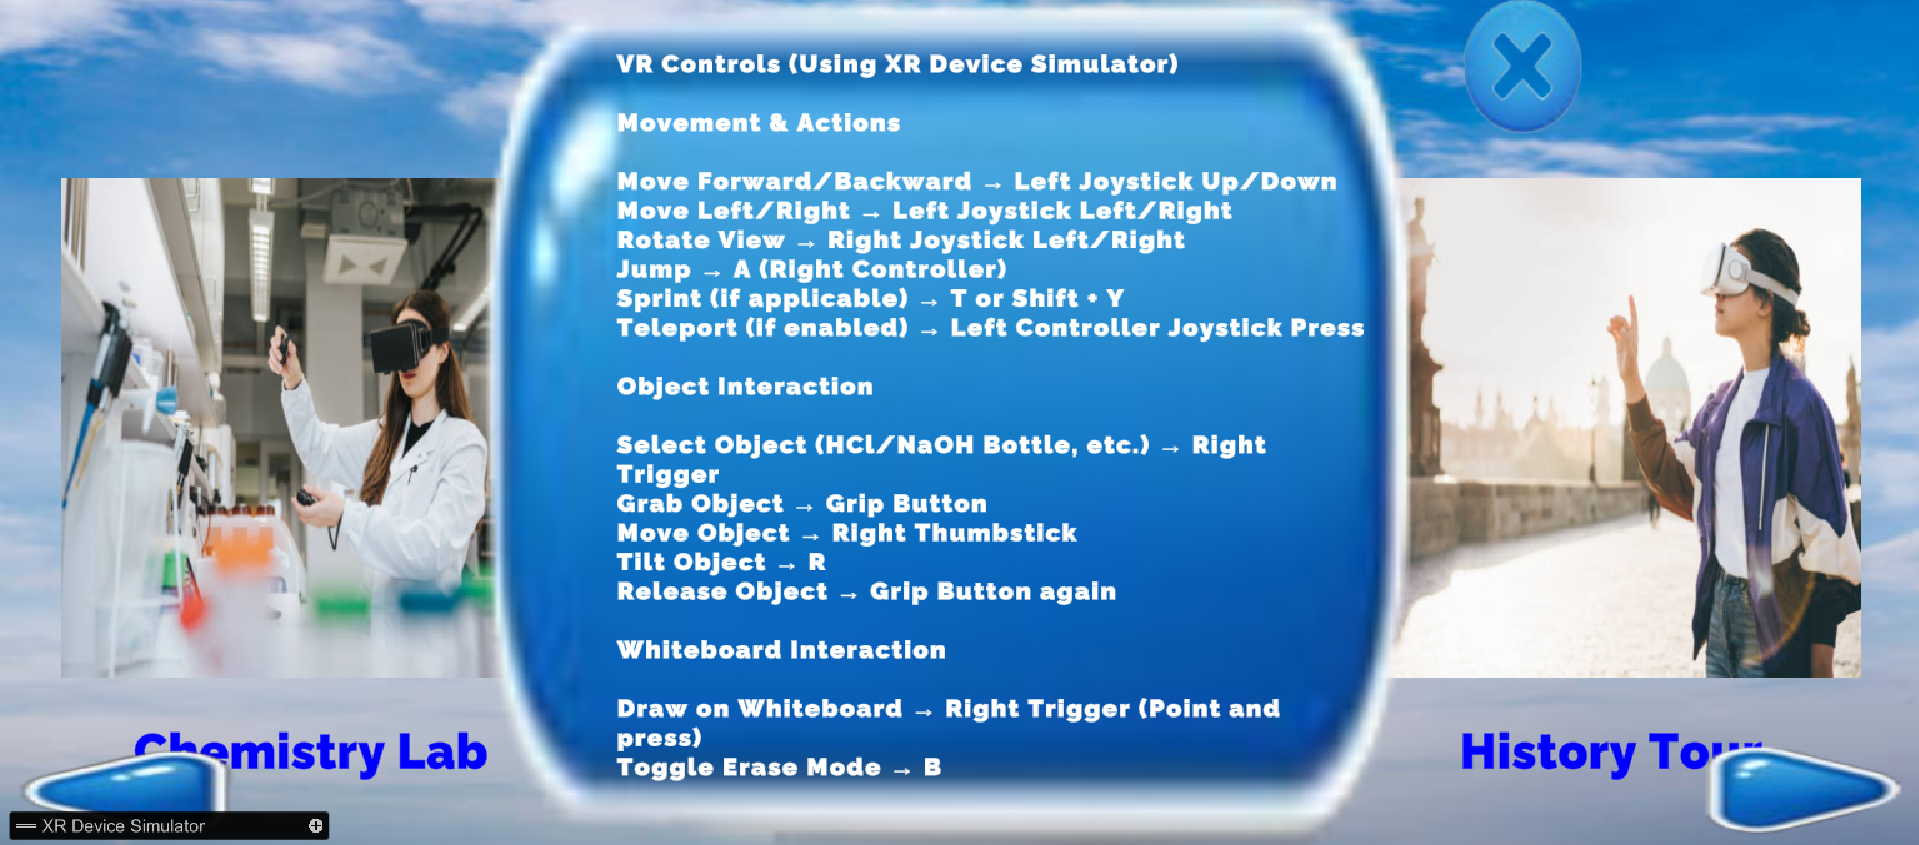 VR Controls (Using XR Device Simulator)
Movement & Actions
Move Forward/Backward → Left Joystick Up/Down
Move Left/Right → Left Joystick Left/Right
Rotate View → Right Joystick Left/Right
Jump → A (Right Controller)
Sprint (if applicable) → T or Shift + Y
Teleport (if enabled) → Left Controller Joystick Press
Object Interaction
Select Object (HCl/NaOH Bottle, etc.) → Right
Trigger
Grab Object → Grip Button
Move Object → Right Thumbstick
Tilt Object → R
Release Object → Grip Button again
Whiteboard Interaction
Draw on Whiteboard → Right Trigger (Point and
press)
Toggle Erase Mode → B
Chemistry Lab
History Tour
XR Device Simulator